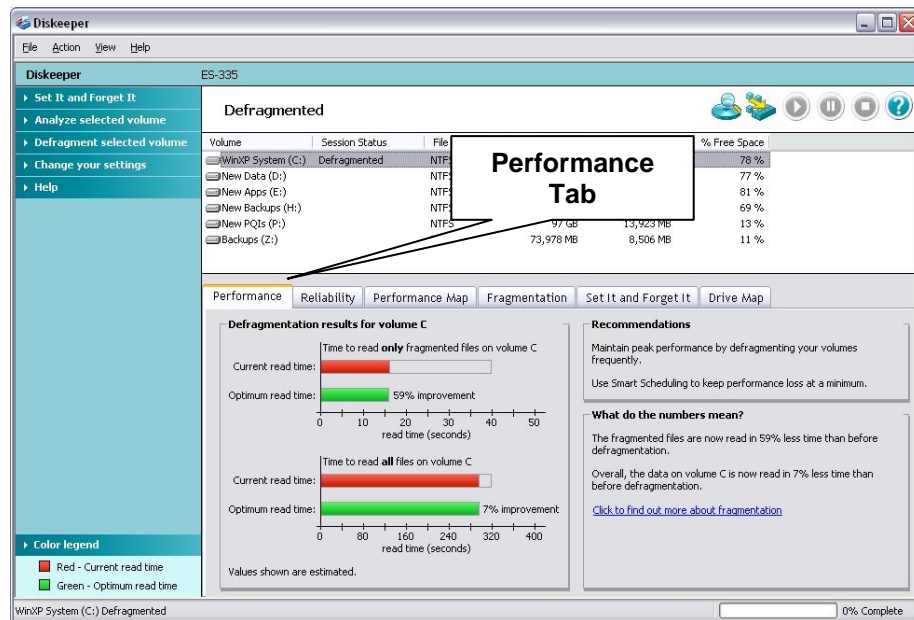 Diskeeper
File Action View Help
Diskeeper ES-335
Set It and Forget It
Analyze selected volume
Defragment selected volume
Change your settings
Help
Defragmented
Volume Session Status File % Free Space
WinXP System (C:) Defragmented NTFS 78 %
New Data (D:) NTFS 77 %
New Apps (E:) NTFS 81 %
New Backups (H:) NTFS 69 %
New PQIs (P:) NTFS 97 GB 13,923 MB 13 %
Backups (Z:) 73,978 MB 8,506 MB 11 %
Performance
Tab
Performance Reliability Performance Map Fragmentation Set It and Forget It Drive Map
Defragmentation results for volume C
Time to read only fragmented files on volume C
Current read time:
Optimum read time: 59% improvement
0 10 20 30 40 50
read time (seconds)
Time to read all files on volume C
Current read time:
Optimum read time: 7% improvement
0 80 160 240 320 400
read time (seconds)
Values shown are estimated.
Recommendations
Maintain peak performance by defragmenting your volumes
frequently.
Use Smart Scheduling to keep performance loss at a minimum.
What do the numbers mean?
The fragmented files are now read in 59% less time than before
defragmentation.
Overall, the data on volume C is now read in 7% less time than
before defragmentation.
Click to find out more about fragmentation
Color legend
Red - Current read time
Green - Optimum read time
WinXP System (C:) Defragmented 0% Complete